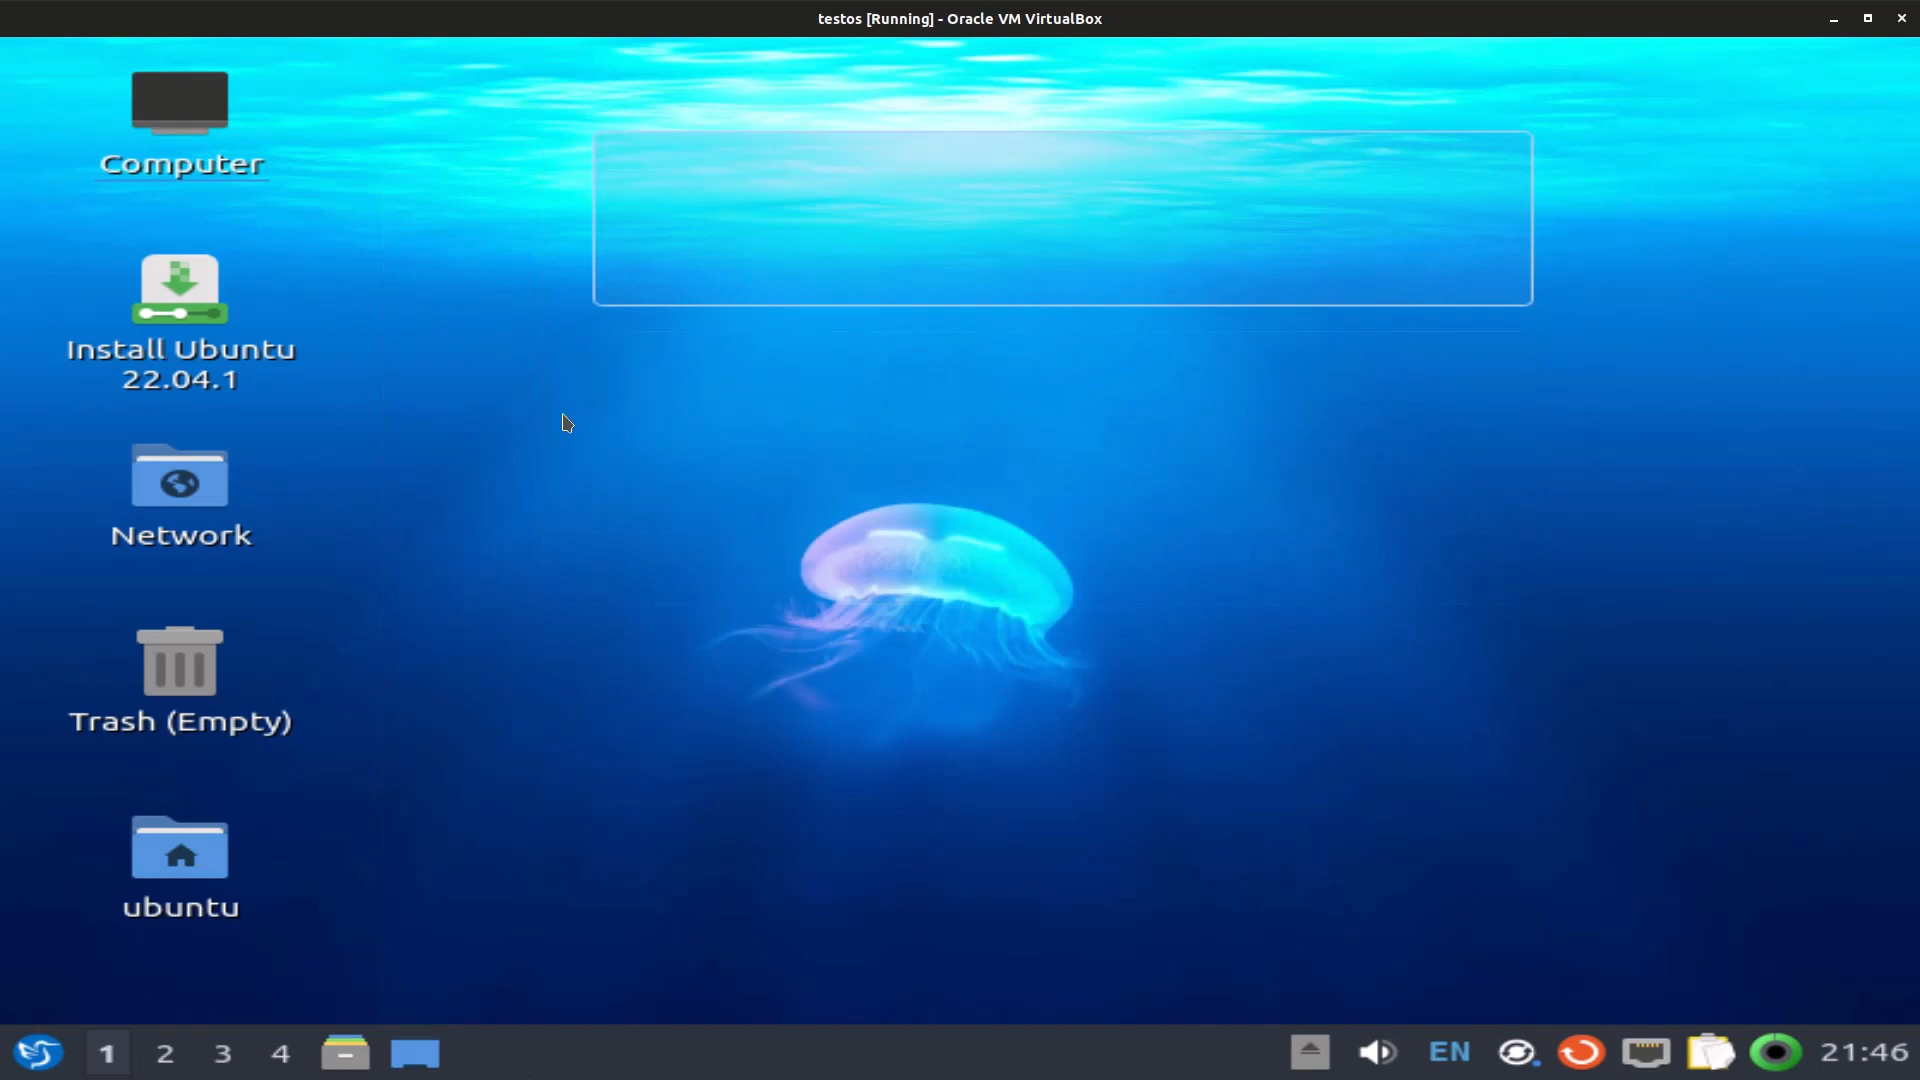 testos [Running] - Oracle VM VirtualBox
Computer
Install Ubuntu
22.04.1
Network
Trash (Empty)
ubuntu
1 2 3 4
EN
21:46